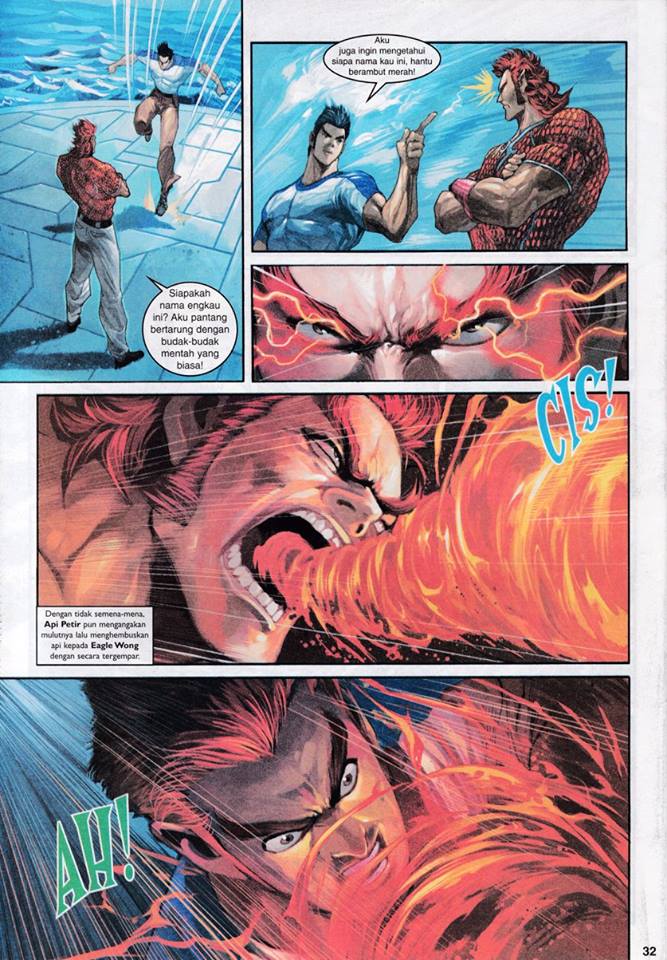 Siapakah
nama engkau
ini? Aku pantang
bertarung dengan
budak-budak
mentah yang
biasa!
Aku
juga ingin mengetahui
siapa nama kau ini, hantu
berambut merah!
CIS!
Dengan tidak semena-mena,
Api Petir pun mengangakan
mulutnya lalu menghembuskan
api kepada Eagle Wong
dengan secara tergempar.
AH!
32